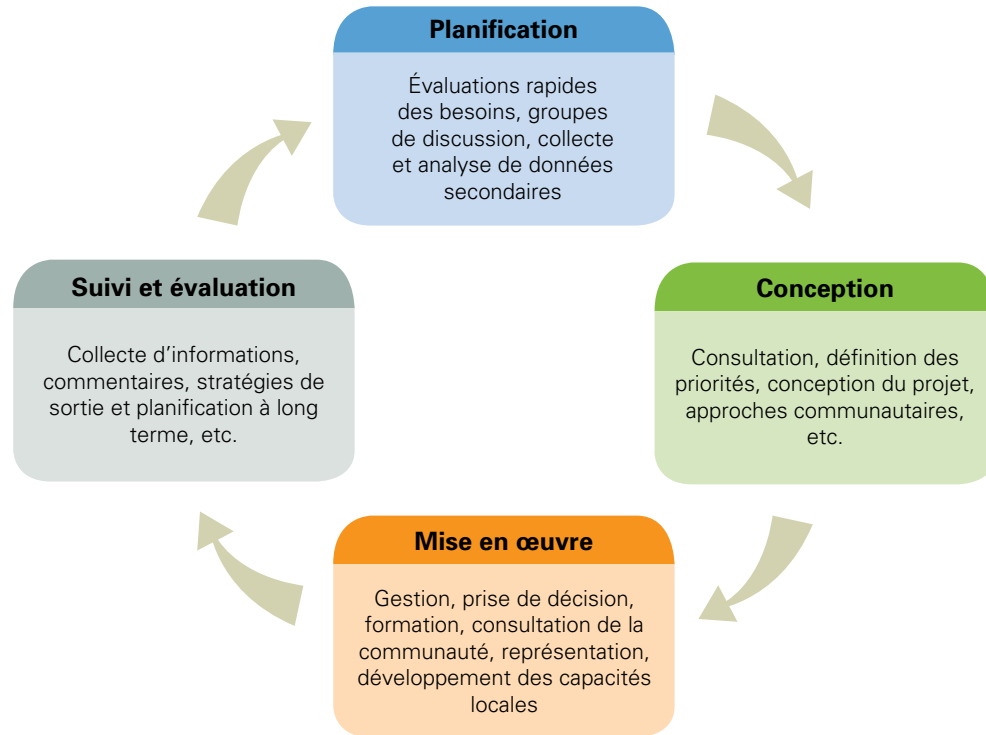 Planification
Évaluations rapides
des besoins, groupes
de discussion, collecte
et analyse de données
secondaires
Conception
Consultation, définition des
priorités, conception du projet,
approches communautaires,
etc.
Mise en œuvre
Gestion, prise de décision,
formation, consultation de la
communauté, représentation,
développement des capacités
locales
Suivi et évaluation
Collecte d’informations,
commentaires, stratégies de
sortie et planification à long
terme, etc.